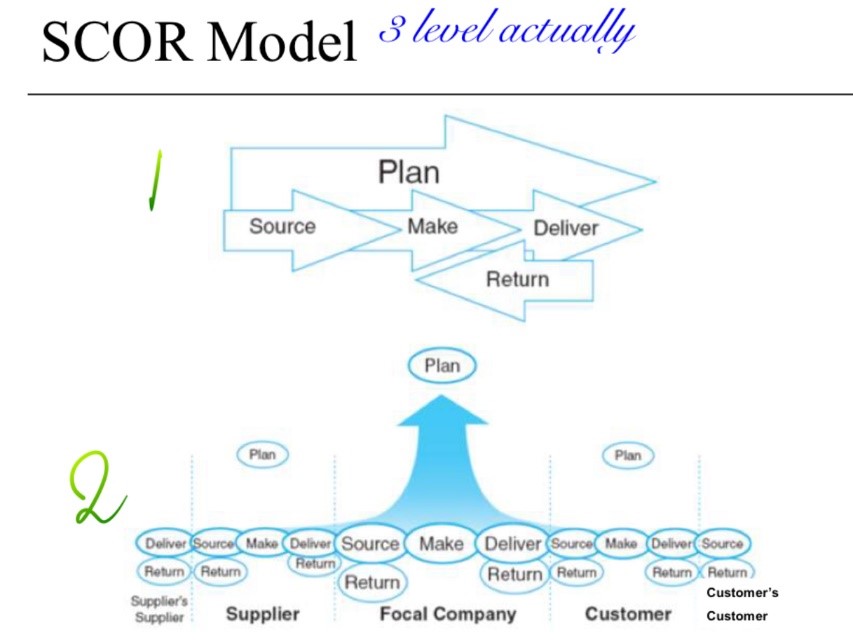 SCOR Model 3 level actually
1
Plan
Source Make Deliver
Return
Plan
2
Plan Plan
Deliver Source Make Deliver Source Make Deliver Source Make Deliver Source
Return Return Return Return Return Return Return Return
Supplier's Supplier Supplier Focal Company Customer Customer's Customer